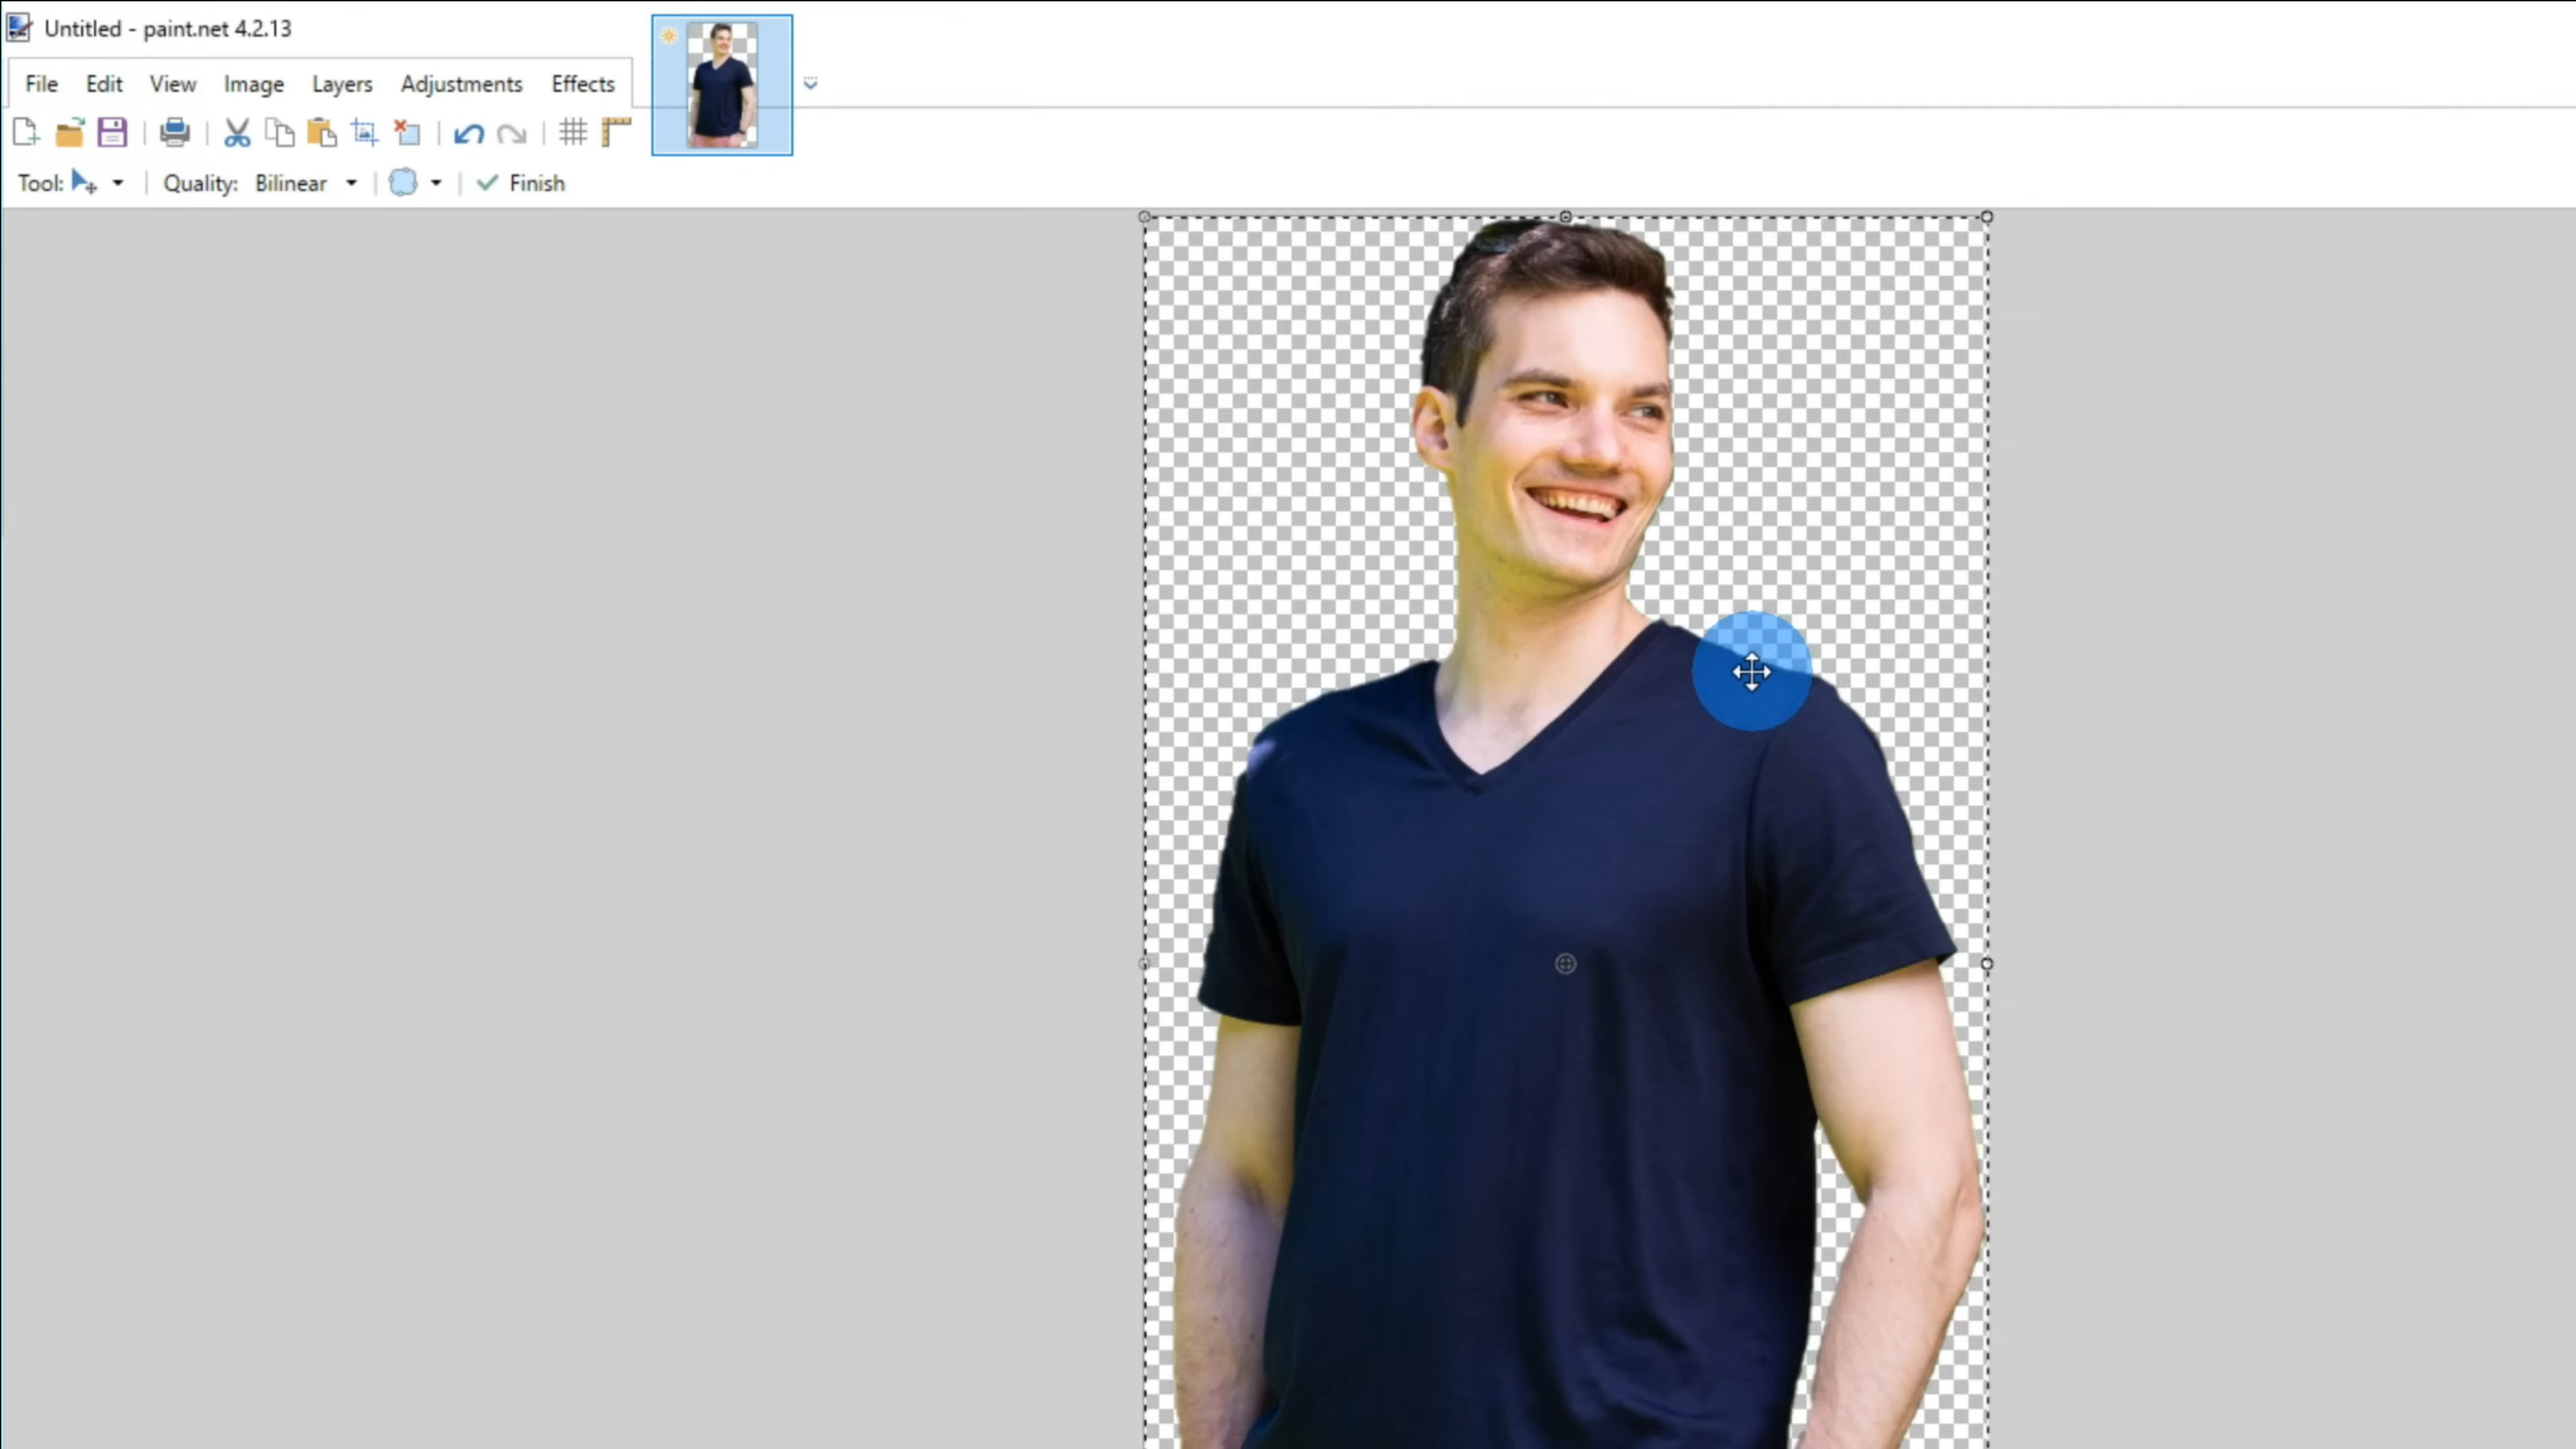 Untitled - paint.net 4.2.13
File Edit View Image Layers Adjustments Effects
Tool: Quality: Bilinear Finish